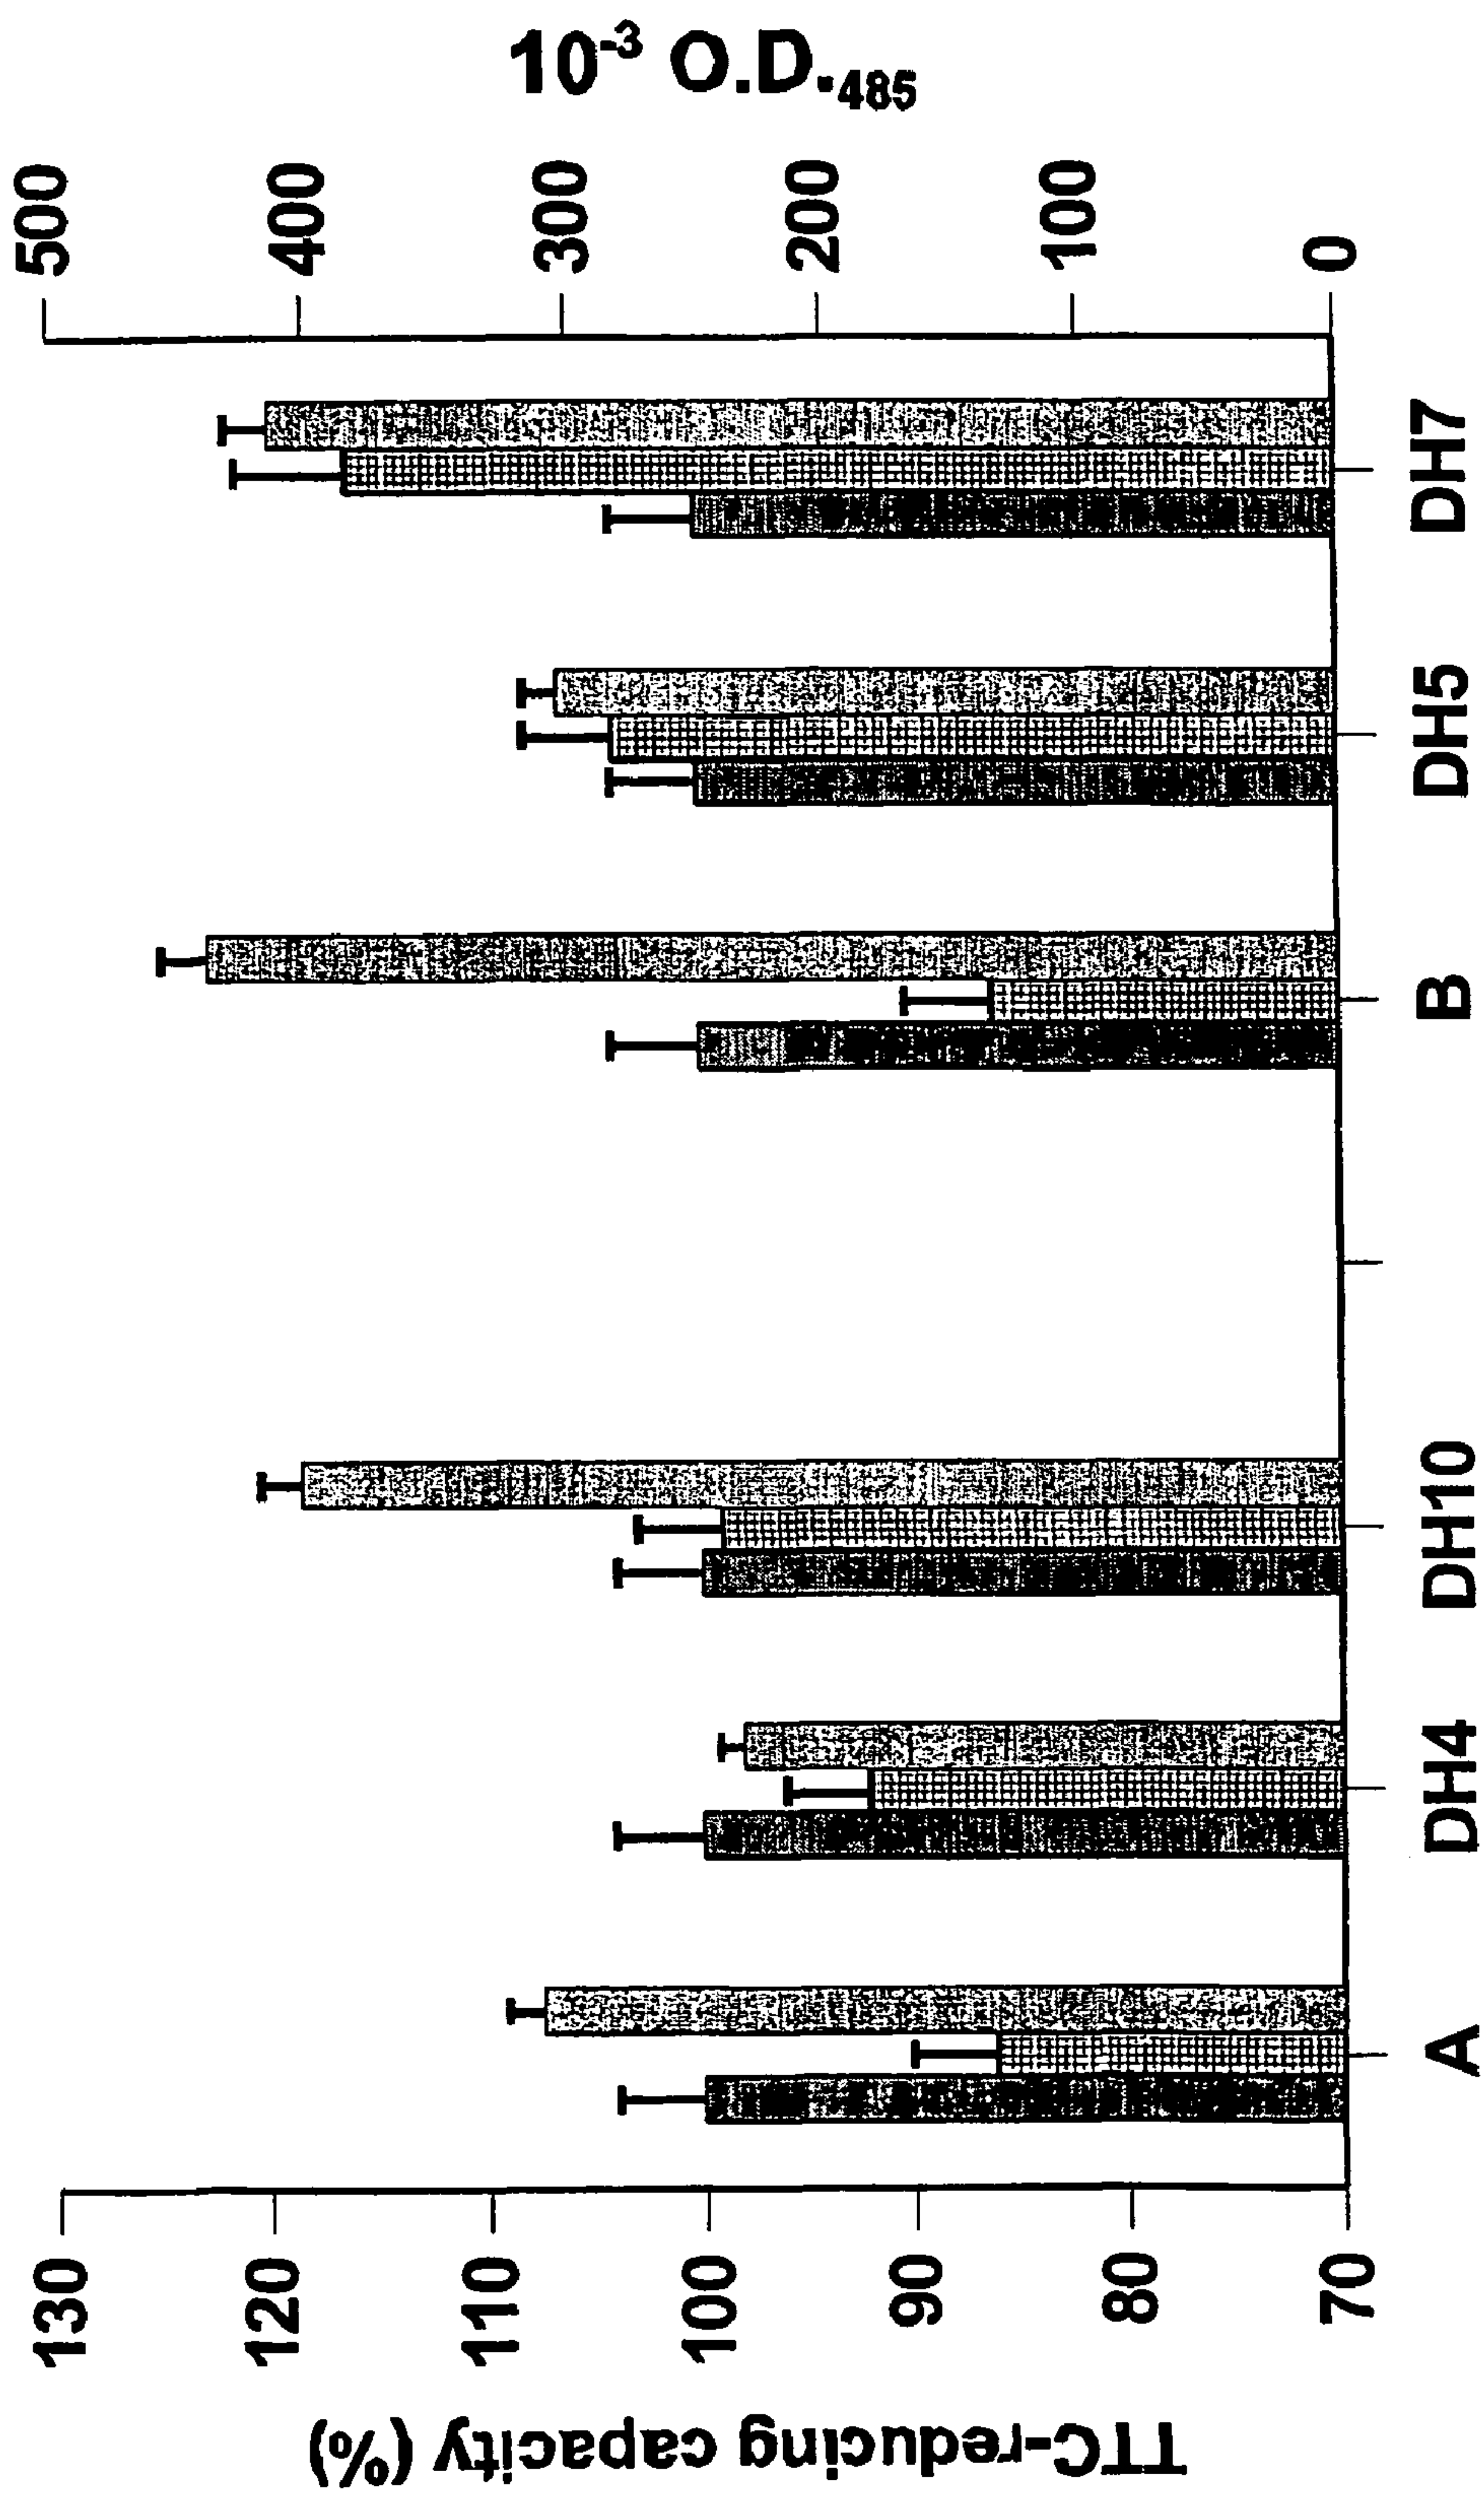 TTC-reducing capacity (%)
130
120
110
100
90
80
70
A
DH4
DH10
B
DH5
DH7
500
400
300
200
100
0
10⁻³ O.D.₄₈₅